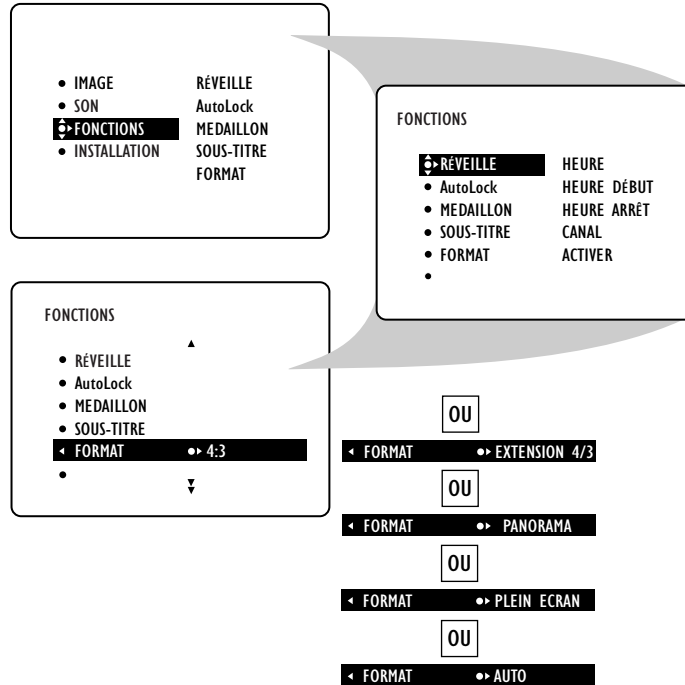 IMAGE RÉVEILLE
SON AutoLock
FONCTIONS MEDAILLON
INSTALLATION SOUS-TITRE
FORMAT
FONCTIONS
RÉVEILLE HEURE
AutoLock HEURE DÉBUT
MEDAILLON HEURE ARRÊT
SOUS-TITRE CANAL
FORMAT ACTIVER
FONCTIONS
RÉVEILLE
AutoLock
MEDAILLON
SOUS-TITRE
FORMAT 4:3
OU
FORMAT EXTENSION 4/3
OU
FORMAT PANORAMA
OU
FORMAT PLEIN ECRAN
OU
FORMAT AUTO